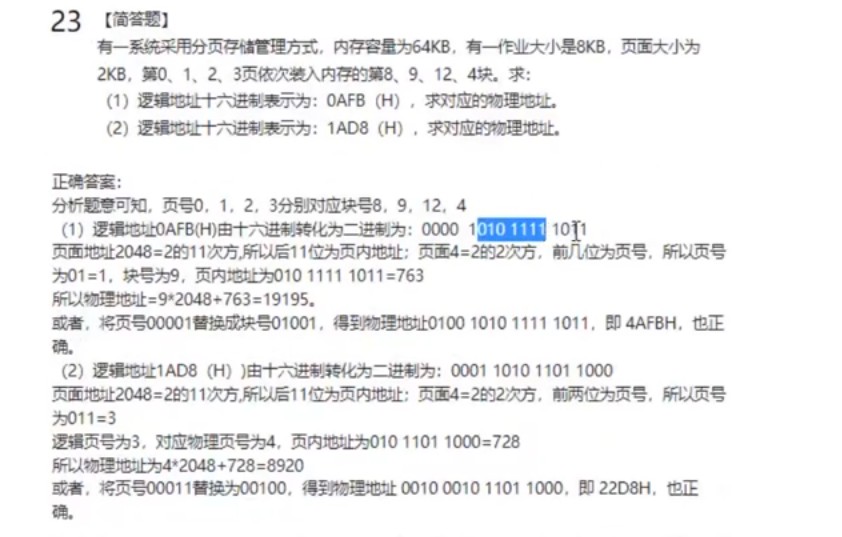 23 【简答题】
有一系统采用分页存储管理方式，内存容量为64KB，有一作业大小是8KB，页面大小为
2KB，第0、1、2、3页依次装入内存的第8、9、12、4块。求：
（1）逻辑地址十六进制表示为：0AFB（H），求对应的物理地址。
（2）逻辑地址十六进制表示为：1AD8（H），求对应的物理地址。
正确答案：
分析题意可知，页号0，1，2，3分别对应块号8，9，12，4
（1）逻辑地址0AFB(H)由十六进制转化为二进制为：0000 1010 1111 1011
页面地址2048=2的11次方,所以后11位为页内地址；页面4=2的2次方，前几位为页号，所以页号
为01=1，块号为9，页内地址为010 1111 1011=763
所以物理地址=9*2048+763=19195。
或者，将页号00001替换成块号01001，得到物理地址0100 1010 1111 1011，即 4AFBH，也正
确。
（2）逻辑地址1AD8（H）)由十六进制转化为二进制为：0001 1010 1101 1000
页面地址2048=2的11次方,所以后11位为页内地址；页面4=2的2次方，前两位为页号，所以页号
为011=3
逻辑页号为3，对应物理页号为4，页内地址为010 1101 1000=728
所以物理地址为4*2048+728=8920
或者，将页号00011替换为00100，得到物理地址 0010 0010 1101 1000，即 22D8H，也正
确。